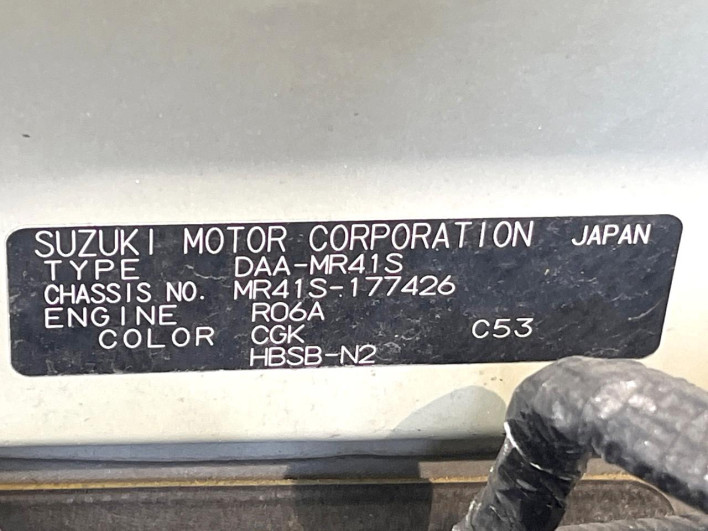 SUZUKI MOTOR CORPORATION JAPAN
TYPE DAA-MR41S
CHASSIS NO. MR41S-177426
ENGINE R06A
COLOR CGK C53
HBSB-N2